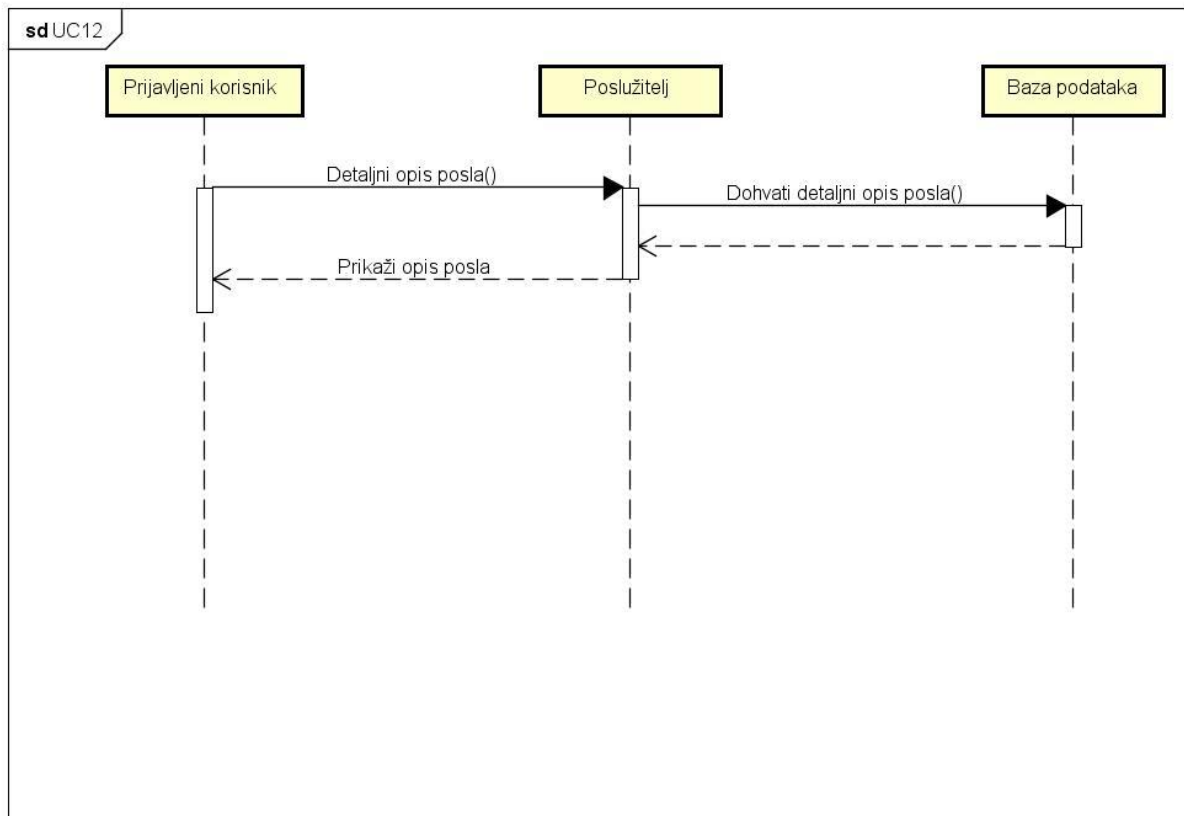 sd UC12
Prijavljeni korisnik
Poslužitelj
Baza podataka
Detaljni opis posla()
Dohvati detaljni opis posla()
Prikaži opis posla